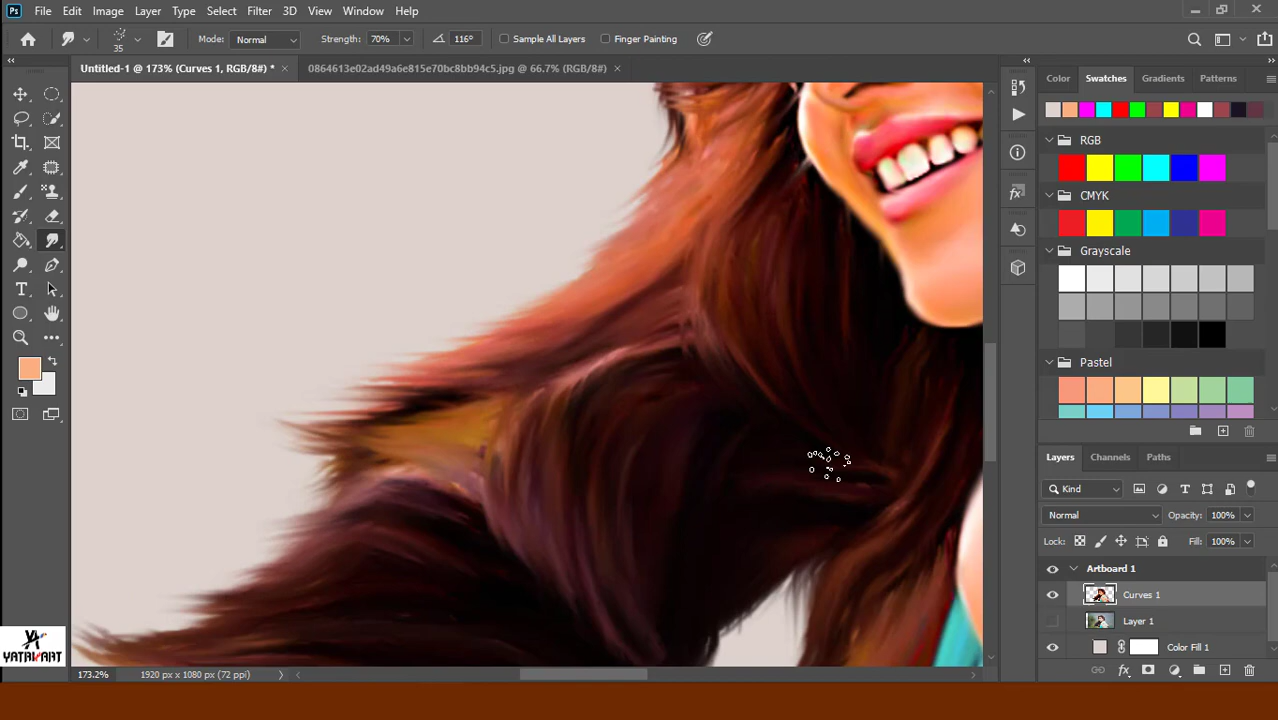 Ps File Edit Image Layer Type Select Filter 3D View Window Help
35 Mode: Normal Strength: 70% 116° Sample All Layers Finger Painting
Untitled-1 @ 173% (Curves 1, RGB/8#) * × 0864613e02ad49a6e815e70bc8bb94c5.jpg @ 66.7% (RGB/8#) ×
Color Swatches Gradients Patterns
RGB
CMYK
Grayscale
Pastel
Layers Channels Paths
Kind
Normal Opacity: 100%
Lock: Fill: 100%
Artboard 1
Curves 1
Layer 1
Color Fill 1
YATRI ART
173.2% 1920 px x 1080 px (72 ppi)